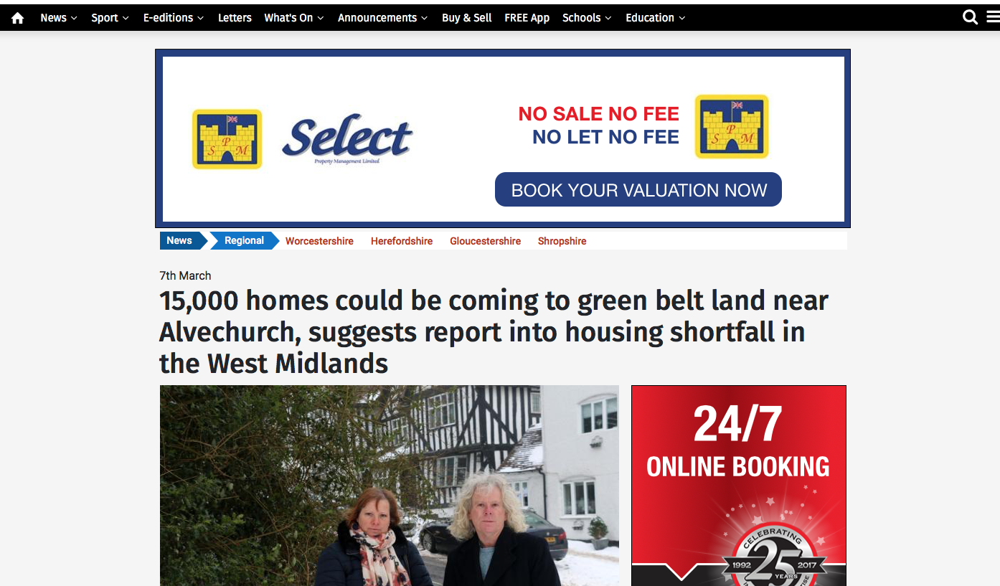 News Sport E-editions Letters What's On Announcements Buy & Sell FREE App Schools Education
S P M
Select
Property Management Limited
NO SALE NO FEE
NO LET NO FEE
S P M
BOOK YOUR VALUATION NOW
News Regional Worcestershire Herefordshire Gloucestershire Shropshire
7th March
15,000 homes could be coming to green belt land near
Alvechurch, suggests report into housing shortfall in
the West Midlands
24/7
ONLINE BOOKING
CELEBRATING
1992 25 2017
YEARS